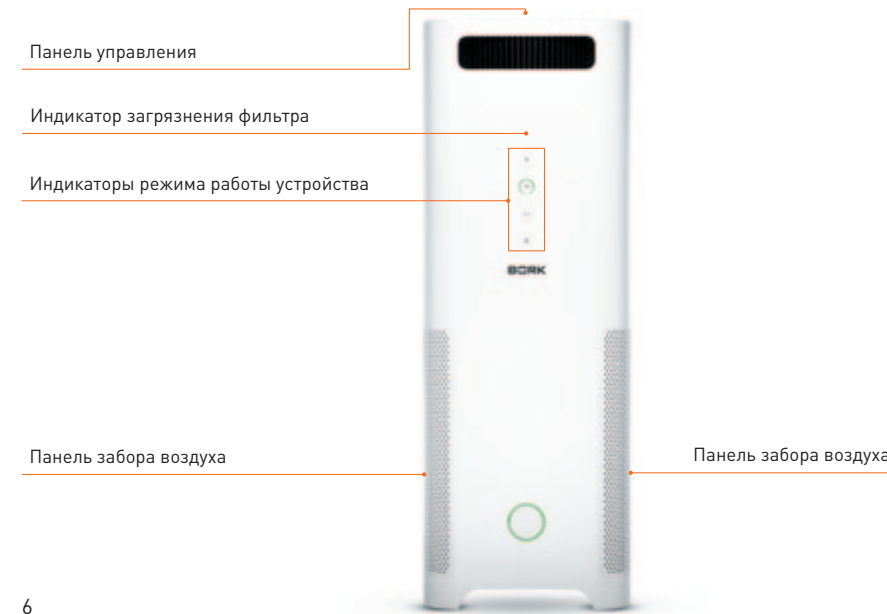 Панель управления
Индикатор загрязнения фильтра
Индикаторы режима работы устройства
BORK
Панель забора воздуха
Панель забора воздуха
6